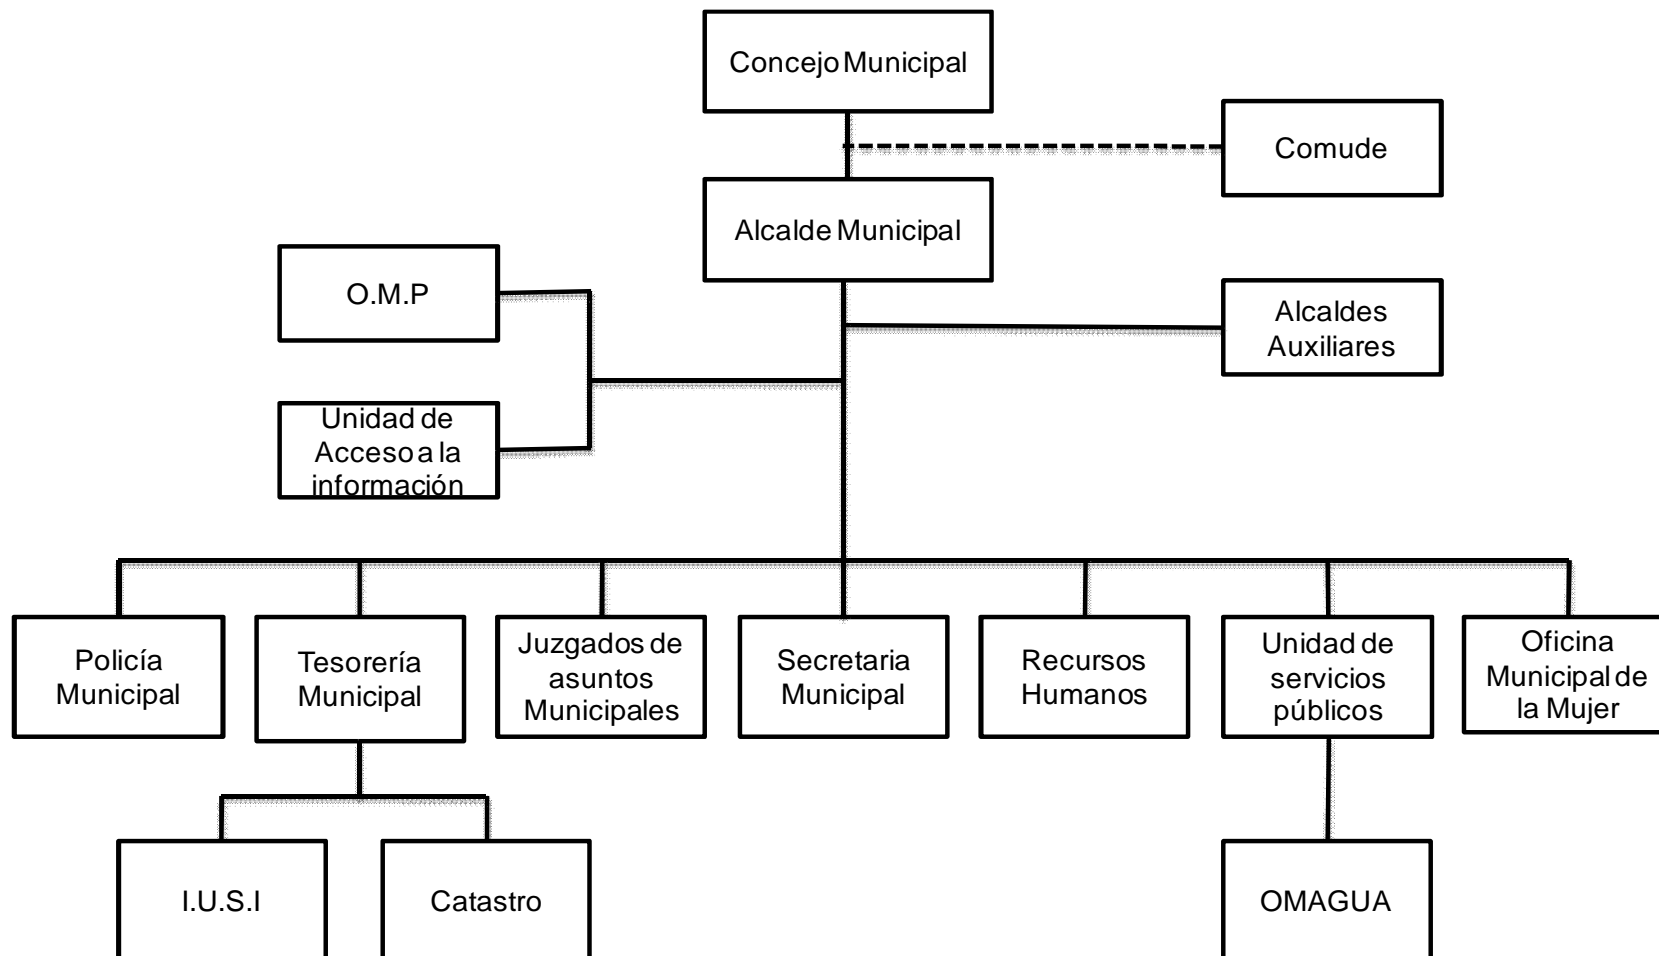 Concejo Municipal
Comude
Alcalde Municipal
O.M.P
Alcaldes
Auxiliares
Unidad de
Acceso a la
información
Policía
Municipal
Tesorería
Municipal
Juzgados de
asuntos
Municipales
Secretaria
Municipal
Recursos
Humanos
Unidad de
servicios
públicos
Oficina
Municipal de
la Mujer
I.U.S.I
Catastro
OMAGUA